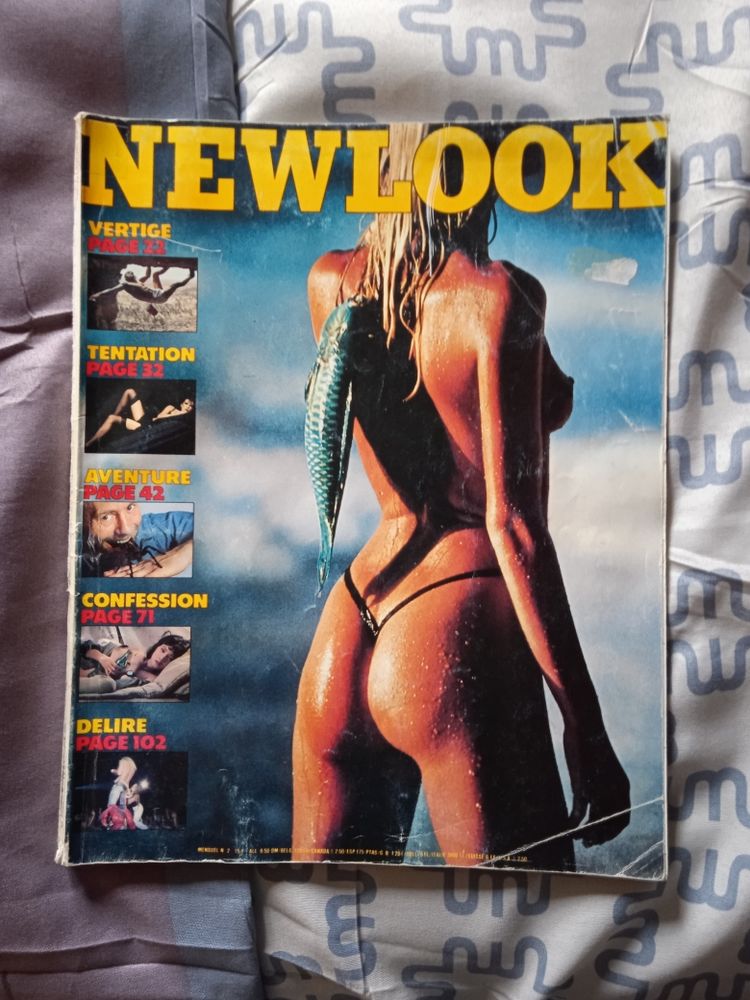 NEWLOOK
VERTIGE
PAGE 22
TENTATION
PAGE 32
AVENTURE
PAGE 42
CONFESSION
PAGE 71
DELIRE
PAGE 102
MENSUEL N 2